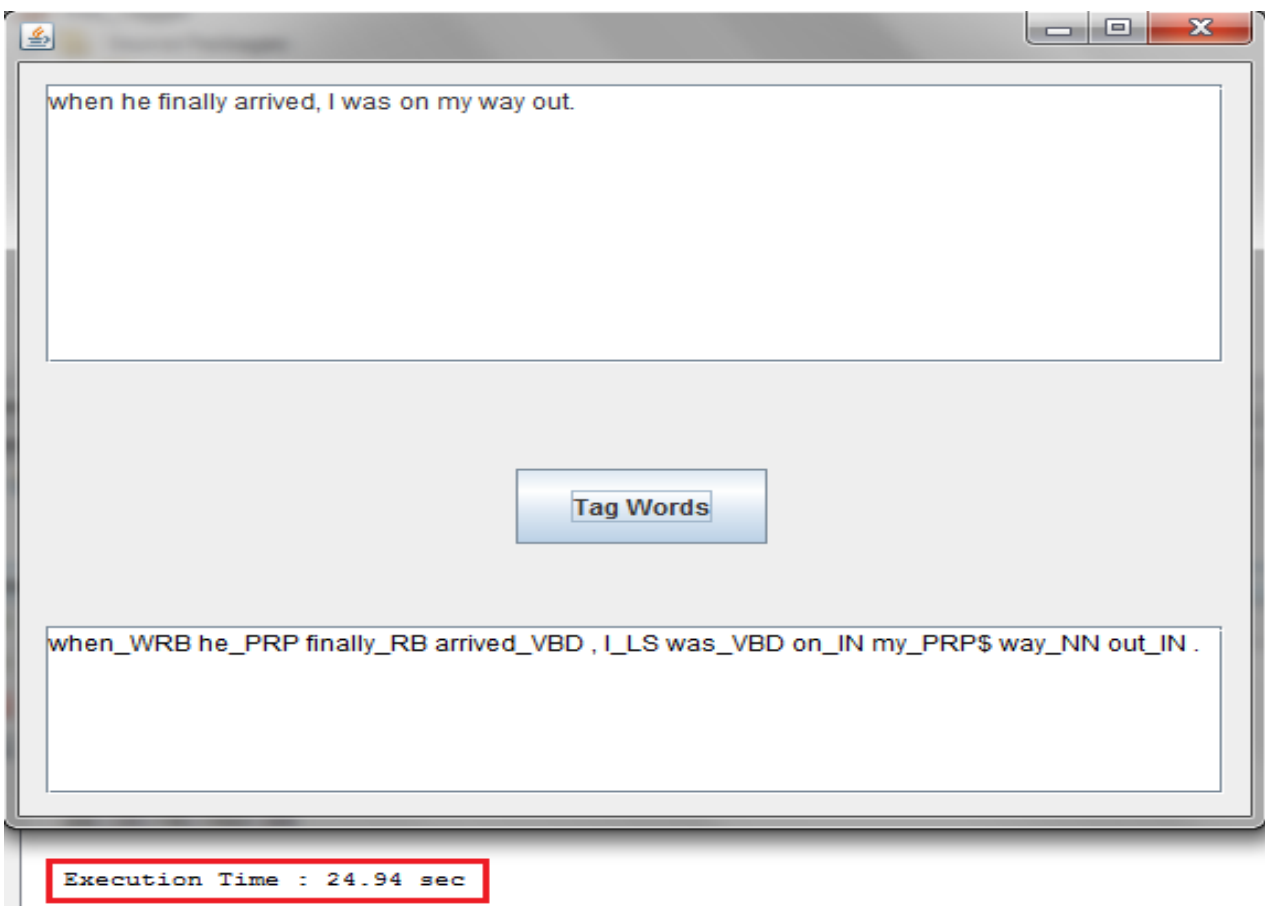 when he finally arrived, I was on my way out.
Tag Words
when_WRB he_PRP finally_RB arrived_VBD , I_LS was_VBD on_IN my_PRP$ way_NN out_IN .
Execution Time : 24.94 sec